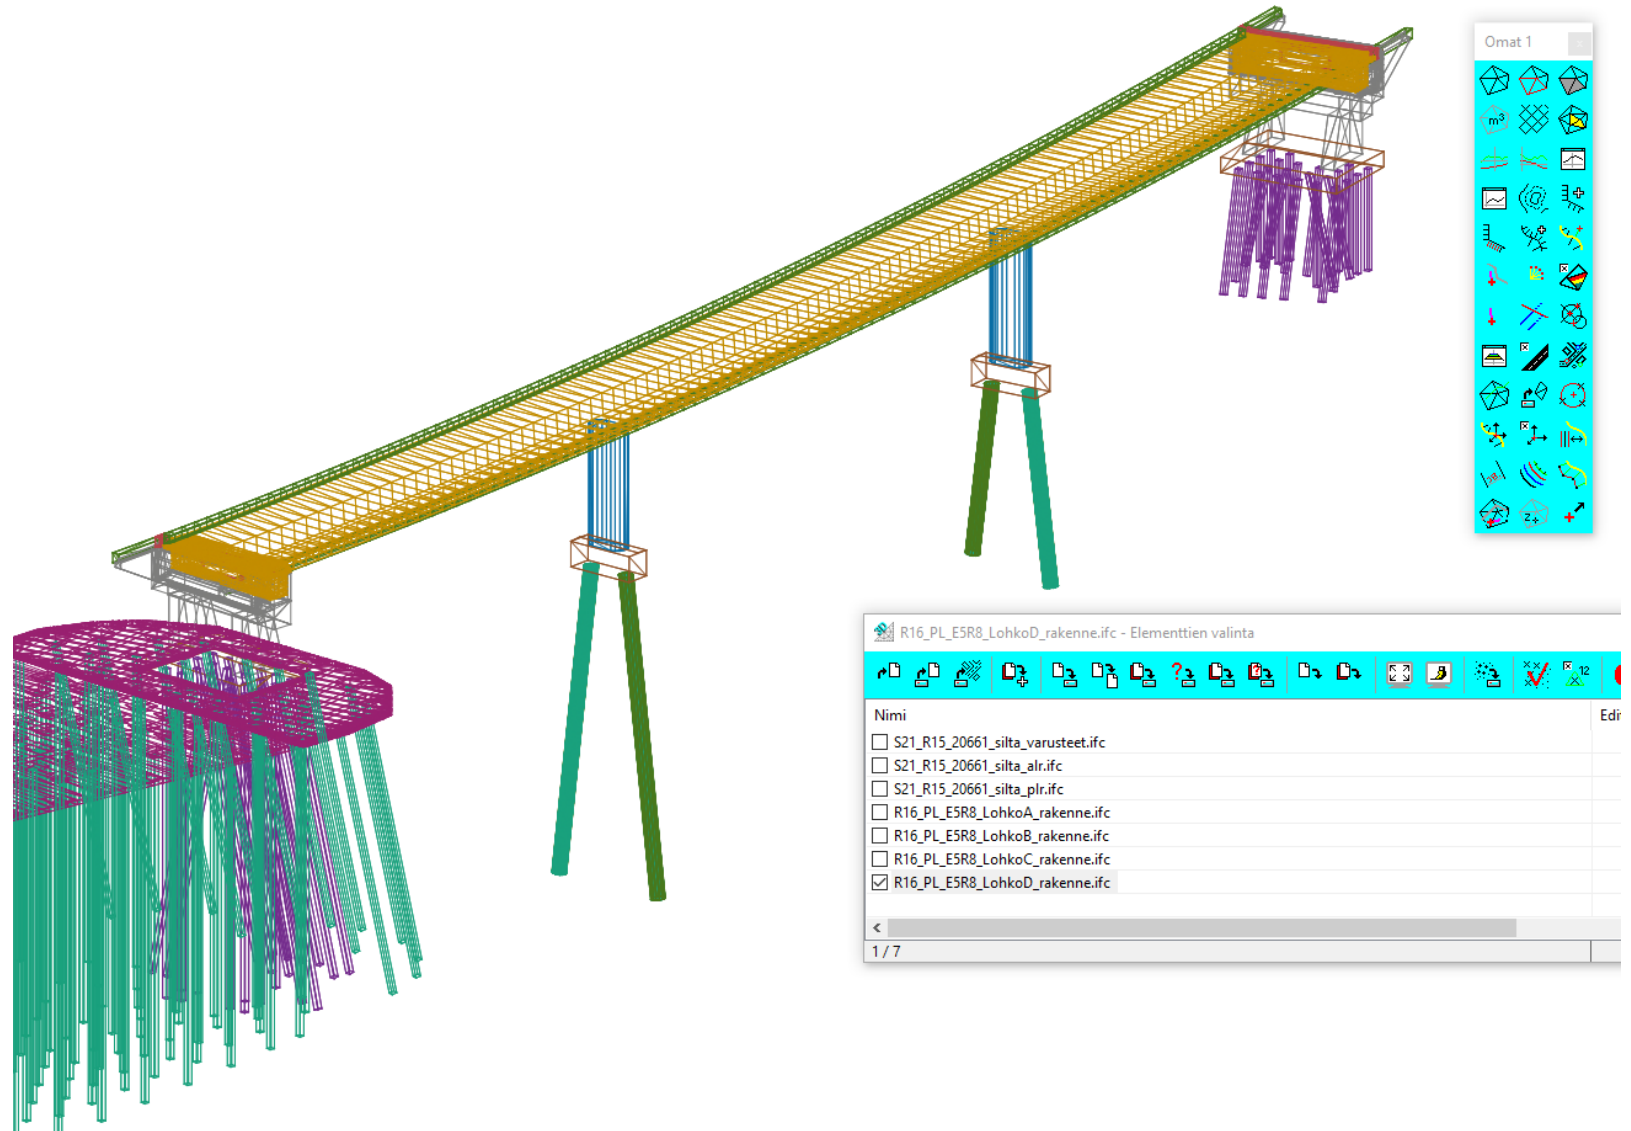 Omat 1
m³
z+
R16_PL_E5R8_LohkoD_rakenne.ifc - Elementtien valinta
12
Nimi
Edi
S21_R15_20661_silta_varusteet.ifc
S21_R15_20661_silta_alr.ifc
S21_R15_20661_silta_plr.ifc
R16_PL_E5R8_LohkoA_rakenne.ifc
R16_PL_E5R8_LohkoB_rakenne.ifc
R16_PL_E5R8_LohkoC_rakenne.ifc
R16_PL_E5R8_LohkoD_rakenne.ifc
1 / 7